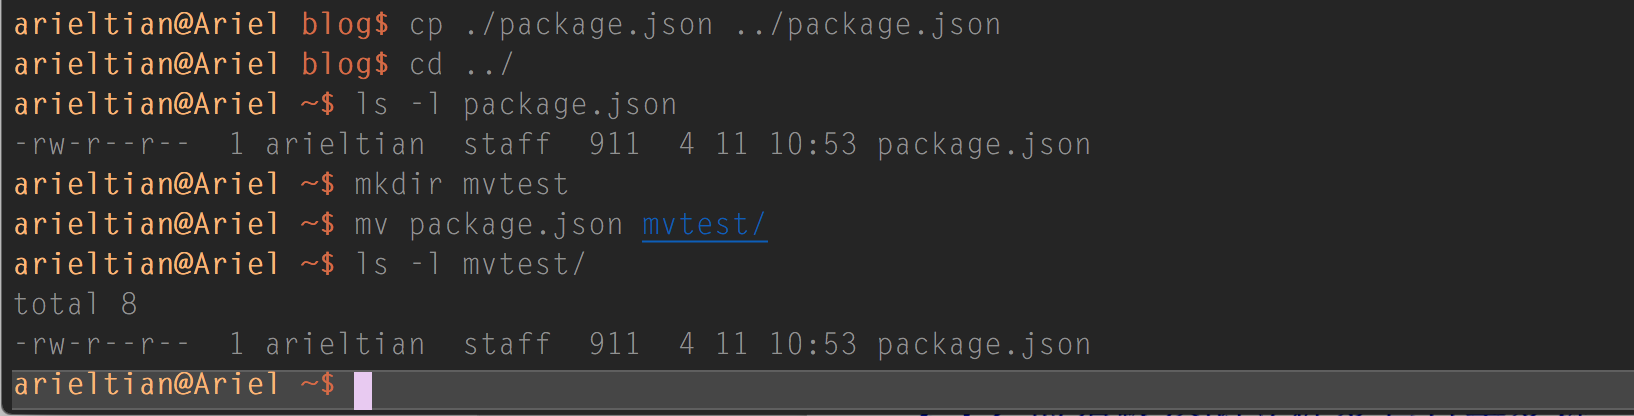 arieltian@Ariel blog$ cp ./package.json ../package.json
arieltian@Ariel blog$ cd ../
arieltian@Ariel ~$ ls -l package.json
-rw-r--r--  1 arieltian  staff  911  4 11 10:53 package.json
arieltian@Ariel ~$ mkdir mvtest
arieltian@Ariel ~$ mv package.json mvtest/
arieltian@Ariel ~$ ls -l mvtest/
total 8
-rw-r--r--  1 arieltian  staff  911  4 11 10:53 package.json
arieltian@Ariel ~$